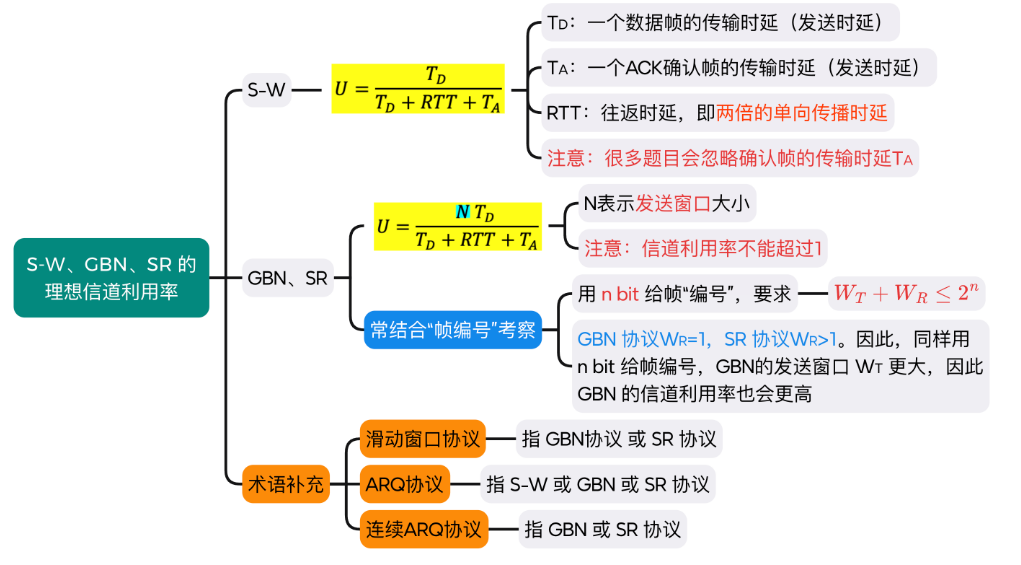 S-W、GBN、SR 的
理想信道利用率
S-W
U = T_D / (T_D + RTT + T_A)
TD：一个数据帧的传输时延（发送时延）
TA：一个ACK确认帧的传输时延（发送时延）
RTT：往返时延，即两倍的单向传播时延
注意：很多题目会忽略确认帧的传输时延TA
GBN、SR
U = N T_D / (T_D + RTT + T_A)
N表示发送窗口大小
注意：信道利用率不能超过1
常结合“帧编号”考察
用 n bit 给帧“编号”，要求
W_T + W_R ≤ 2^n
GBN 协议WR=1，SR 协议WR>1。因此，同样用
n bit 给帧编号，GBN的发送窗口 WT 更大，因此
GBN 的信道利用率也会更高
术语补充
滑动窗口协议
指 GBN协议 或 SR 协议
ARQ协议
指 S-W 或 GBN 或 SR 协议
连续ARQ协议
指 GBN 或 SR 协议